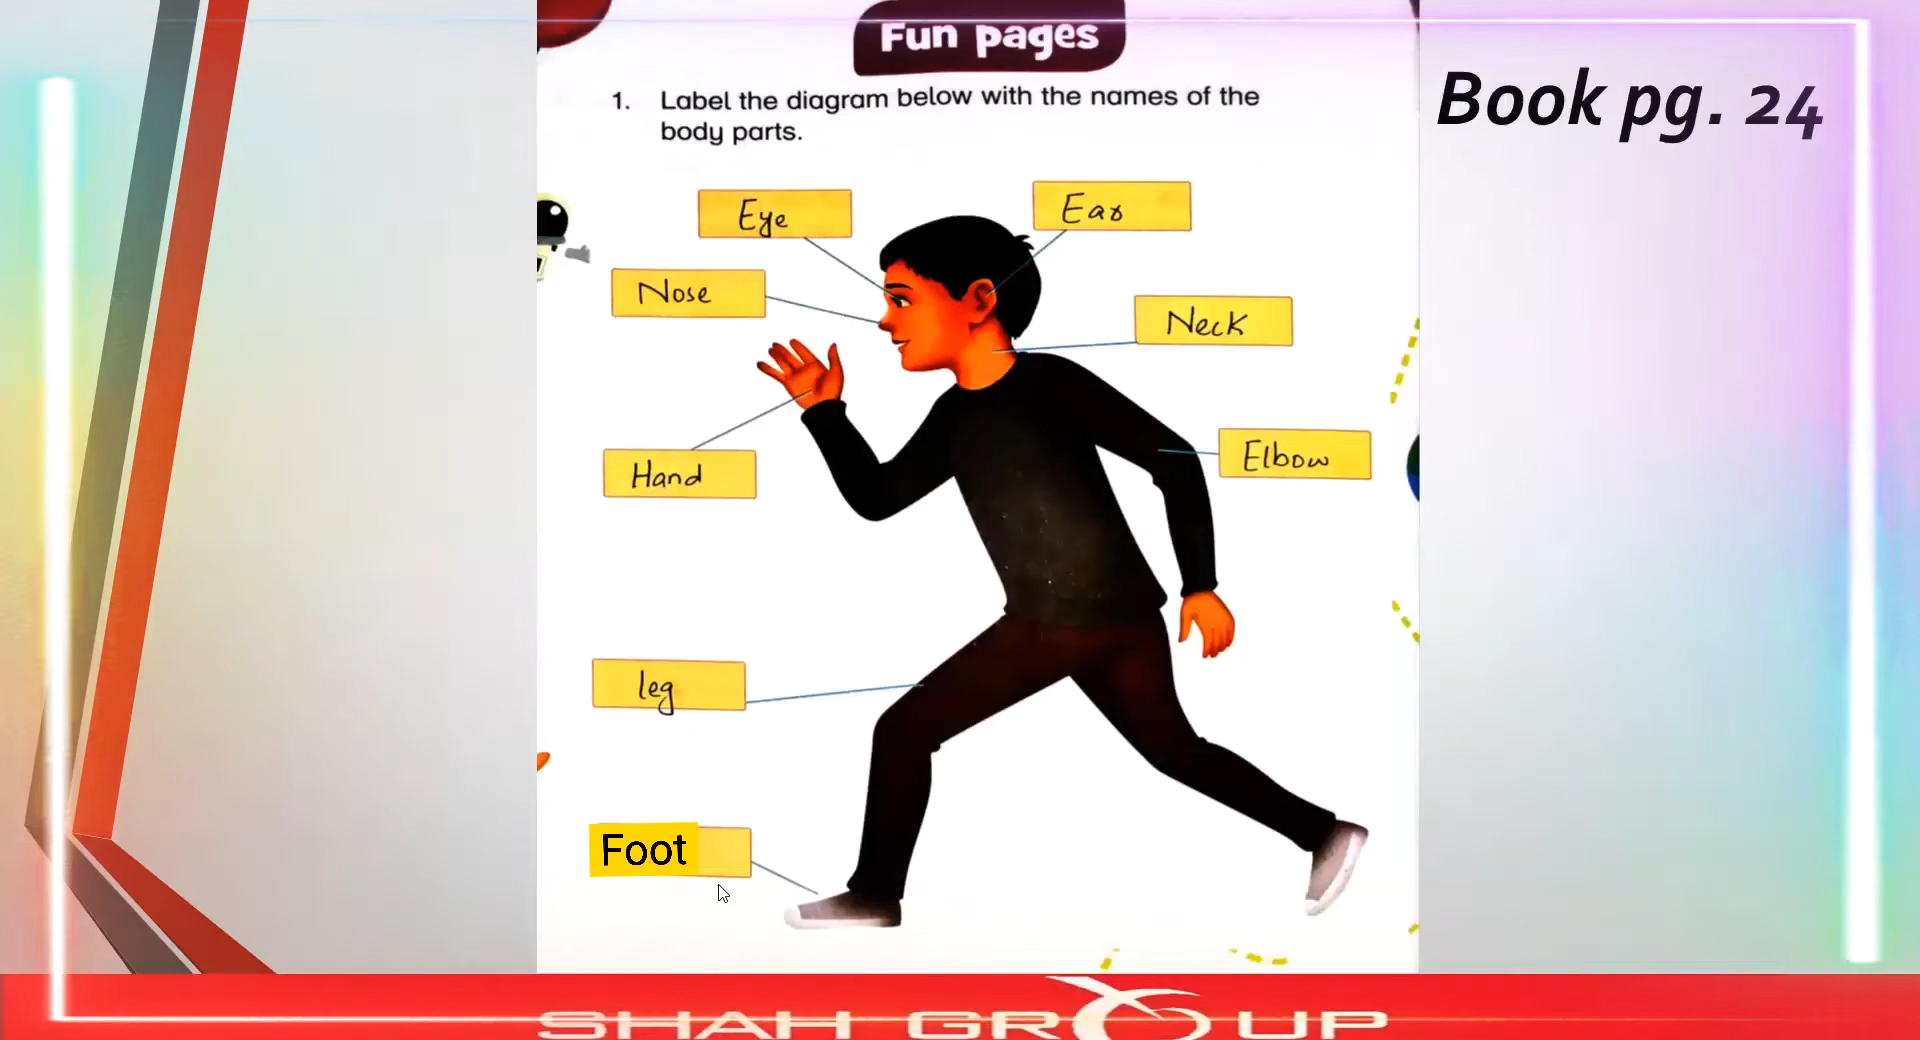 Fun pages
Book pg. 24
1. Label the diagram below with the names of the
body parts.
Eye
Ear
Nose
Neck
Hand
Elbow
leg
Foot
SHAH GROUP